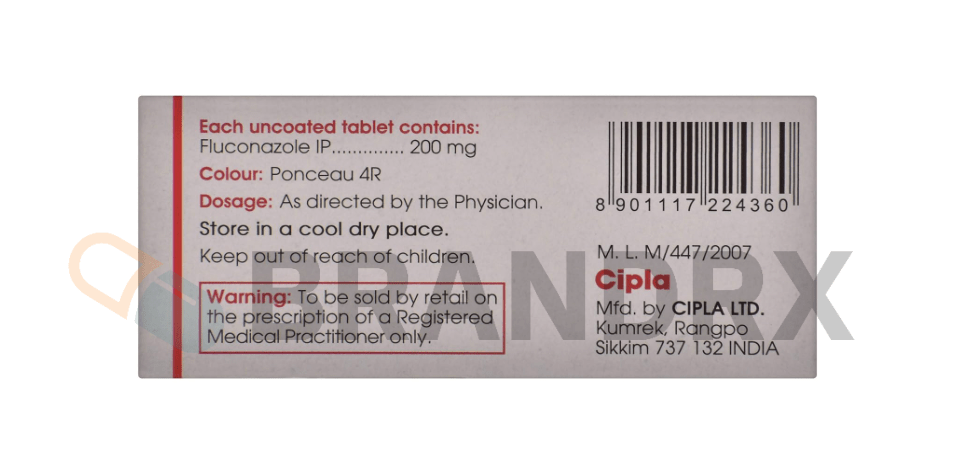 Each uncoated tablet contains:
Fluconazole IP.............. 200 mg
Colour: Ponceau 4R
Dosage: As directed by the Physician.
Store in a cool dry place.
Keep out of reach of children.
Warning: To be sold by retail on
the prescription of a Registered
Medical Practitioner only.
8 901117 224360
M. L. M/447/2007
Cipla
Mfd. by CIPLA LTD.
Kumrek, Rangpo
Sikkim 737 132 INDIA
BRANDRX